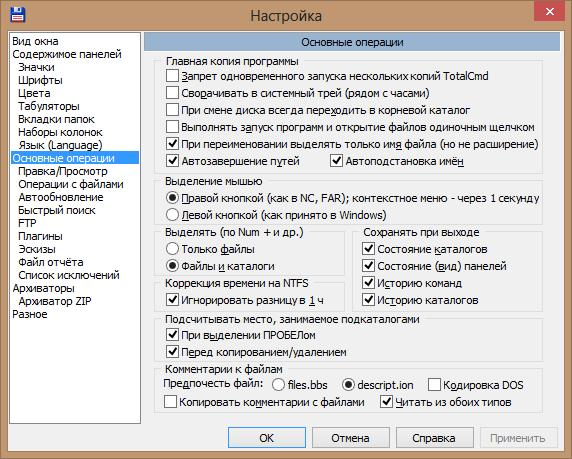 Настройка
Вид окна
Содержимое панелей
Значки
Шрифты
Цвета
Табуляторы
Вкладки папок
Наборы колонок
Язык (Language)
Основные операции
Правка/Просмотр
Операции с файлами
Автообновление
Быстрый поиск
FTP
Плагины
Эскизы
Файл отчёта
Список исключений
Архиваторы
Архиватор ZIP
Разное
Основные операции
Главная копия программы
Запрет одновременного запуска нескольких копий TotalCmd
Сворачивать в системный трей (рядом с часами)
При смене диска всегда переходить в корневой каталог
Выполнять запуск программ и открытие файлов одиночным щелчком
При переименовании выделять только имя файла (но не расширение)
Автозавершение путей Автоподстановка имён
Выделение мышью
Правой кнопкой (как в NC, FAR); контекстное меню - через 1 секунду
Левой кнопкой (как принято в Windows)
Выделять (по Num + и др.)
Только файлы
Файлы и каталоги
Сохранять при выходе
Состояние каталогов
Состояние (вид) панелей
Историю команд
Историю каталогов
Коррекция времени на NTFS
Игнорировать разницу в 1 ч
Подсчитывать место, занимаемое подкаталогами
При выделении ПРОБЕЛом
Перед копированием/удалением
Комментарии к файлам
Предпочесть файл: files.bbs descript.ion Кодировка DOS
Копировать комментарии с файлами Читать из обоих типов
OK Отмена Справка Применить